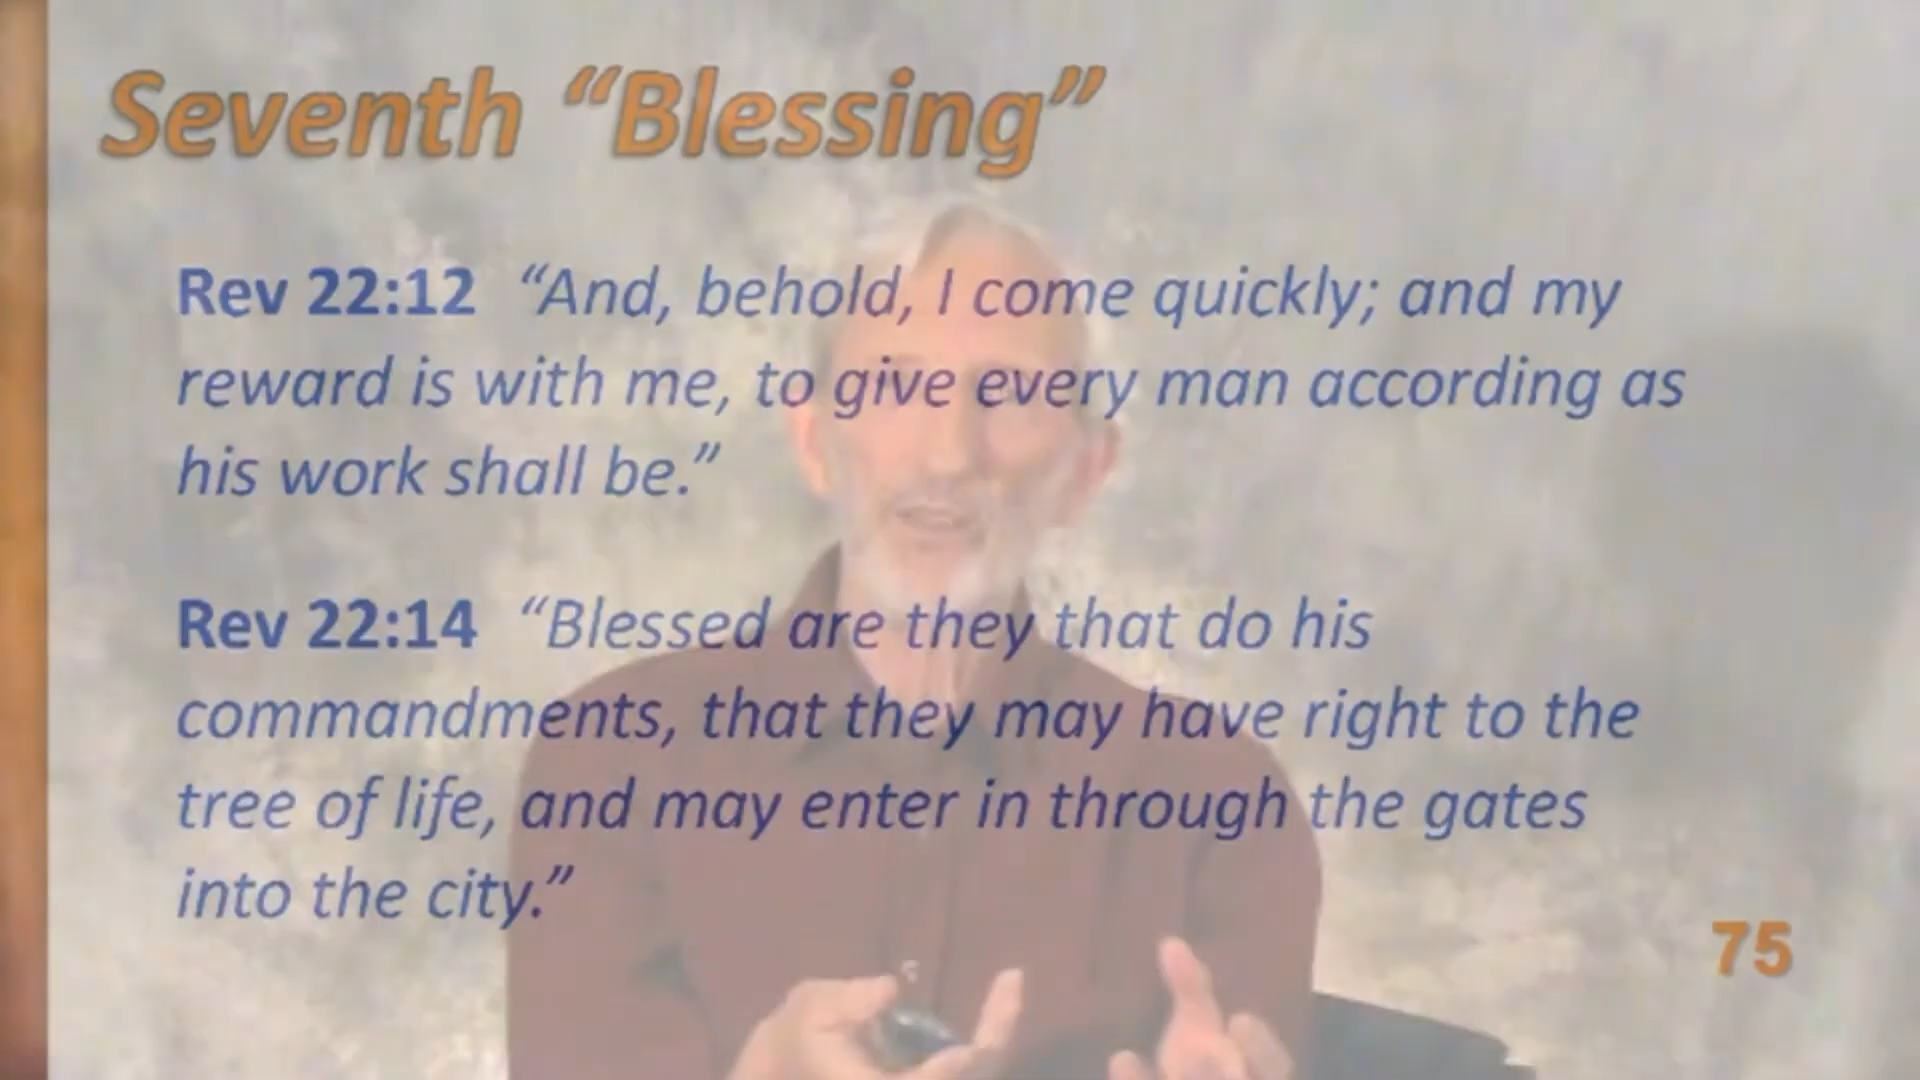 Seventh “Blessing”
Rev 22:12 “And, behold, I come quickly; and my
reward is with me, to give every man according as
his work shall be.”
Rev 22:14 “Blessed are they that do his
commandments, that they may have right to the
tree of life, and may enter in through the gates
into the city.”
75